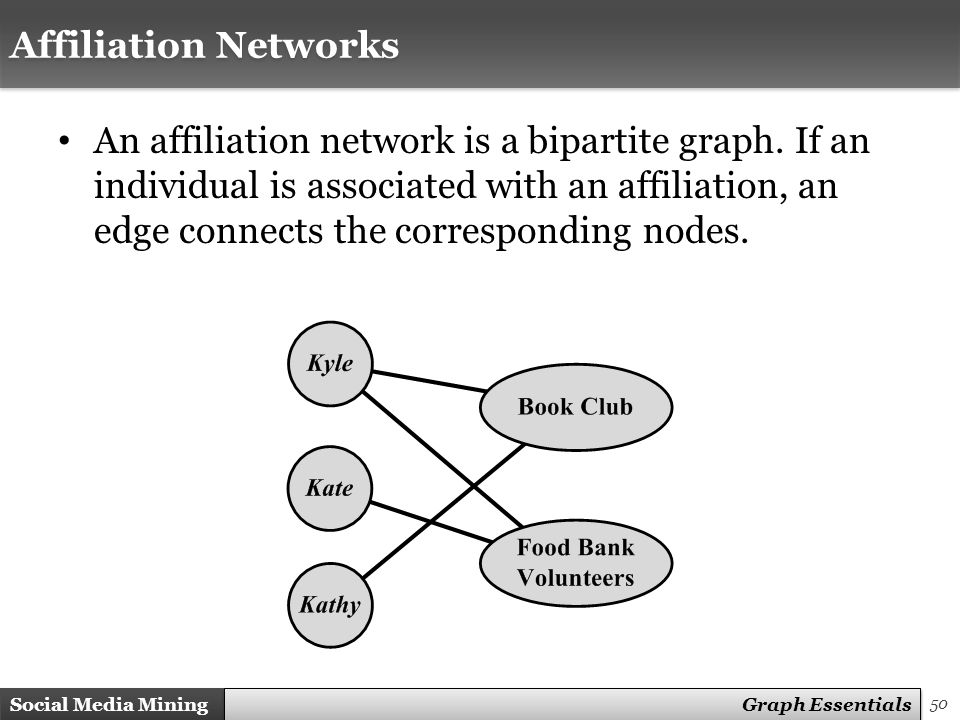 Affiliation Networks
• An affiliation network is a bipartite graph. If an
individual is associated with an affiliation, an
edge connects the corresponding nodes.
Kyle
Book Club
Kate
Food Bank
Volunteers
Kathy
Social Media Mining
Graph Essentials
50